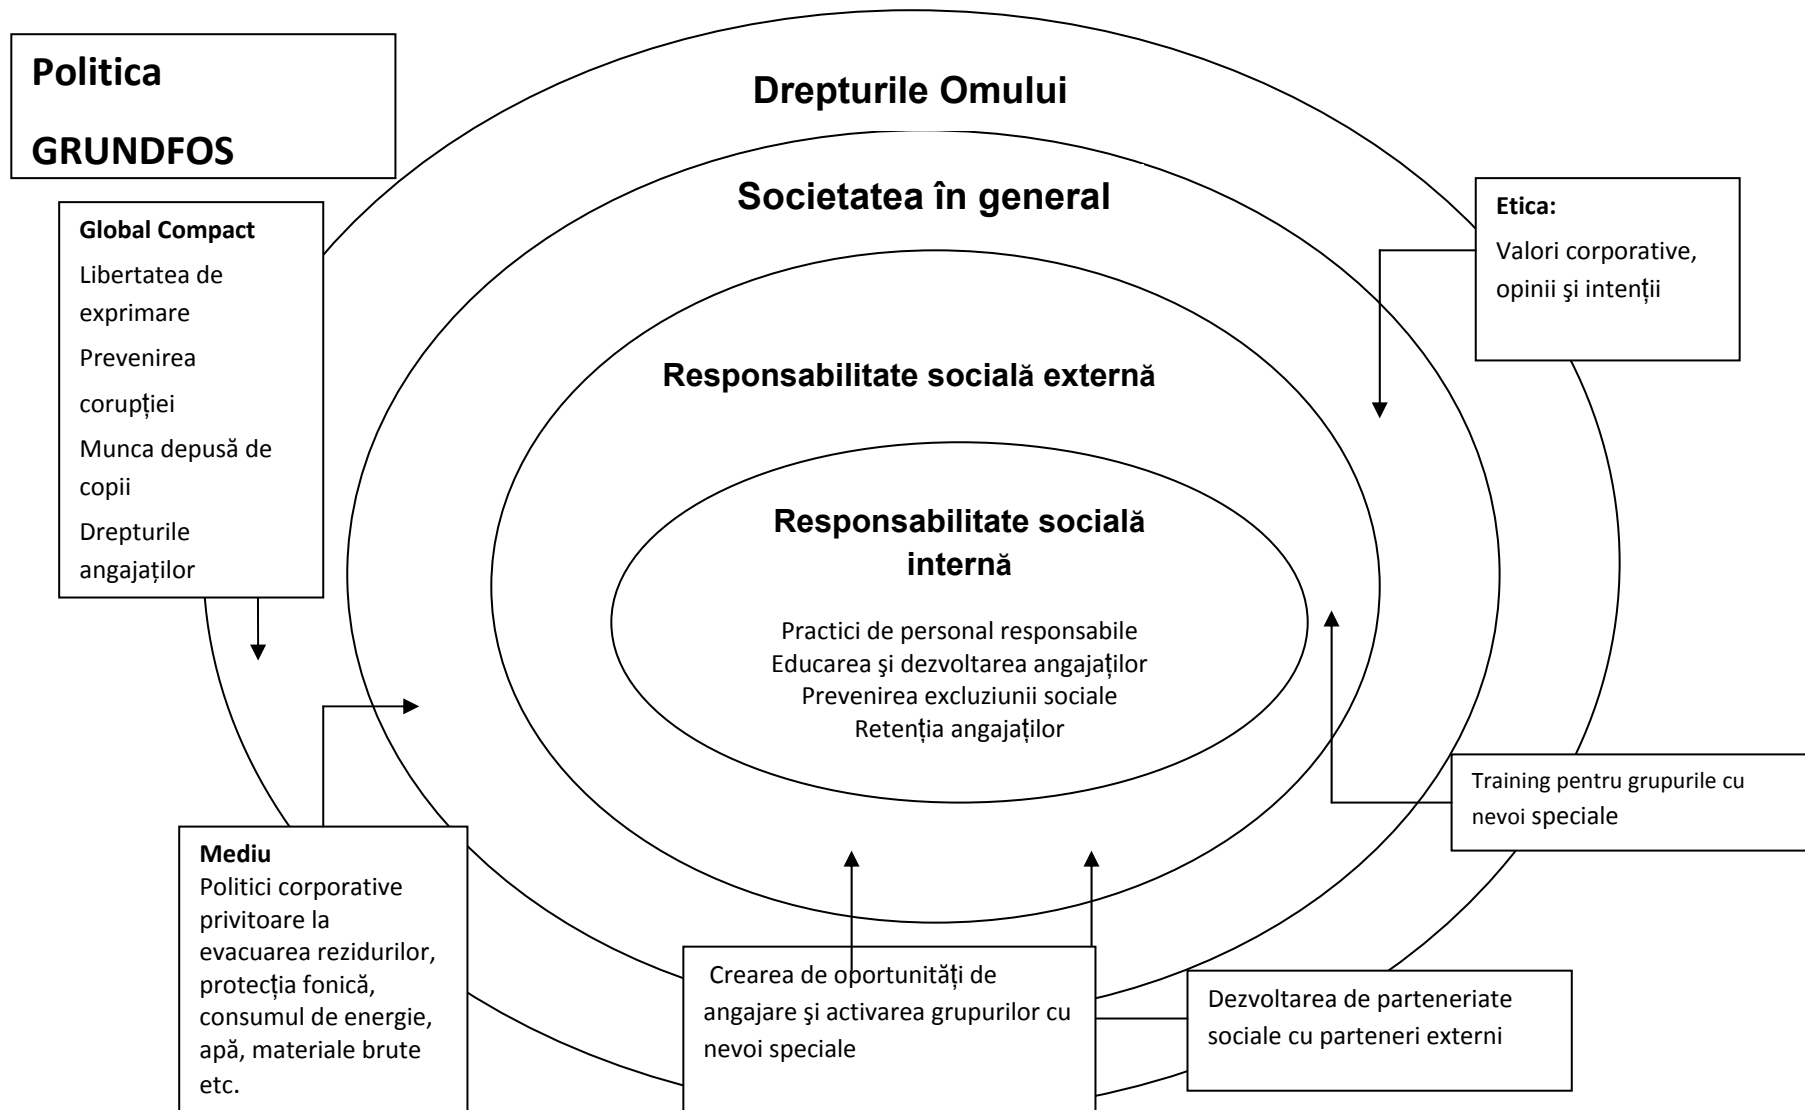 Politica
GRUNDFOS
Drepturile Omului
Societatea în general
Global Compact
Libertatea de
exprimare
Prevenirea
corupției
Munca depusă de
copii
Drepturile
angajaților
Etica:
Valori corporative,
opinii şi intenții
Responsabilitate socială externă
Responsabilitate socială
internă
Practici de personal responsabile
Educarea şi dezvoltarea angajaților
Prevenirea excluziunii sociale
Retenția angajaților
Training pentru grupurile cu
nevoi speciale
Mediu
Politici corporative
privitoare la
evacuarea rezidurilor,
protecția fonică,
consumul de energie,
apă, materiale brute
etc.
Crearea de oportunități de
angajare şi activarea grupurilor cu
nevoi speciale
Dezvoltarea de parteneriate
sociale cu parteneri externi